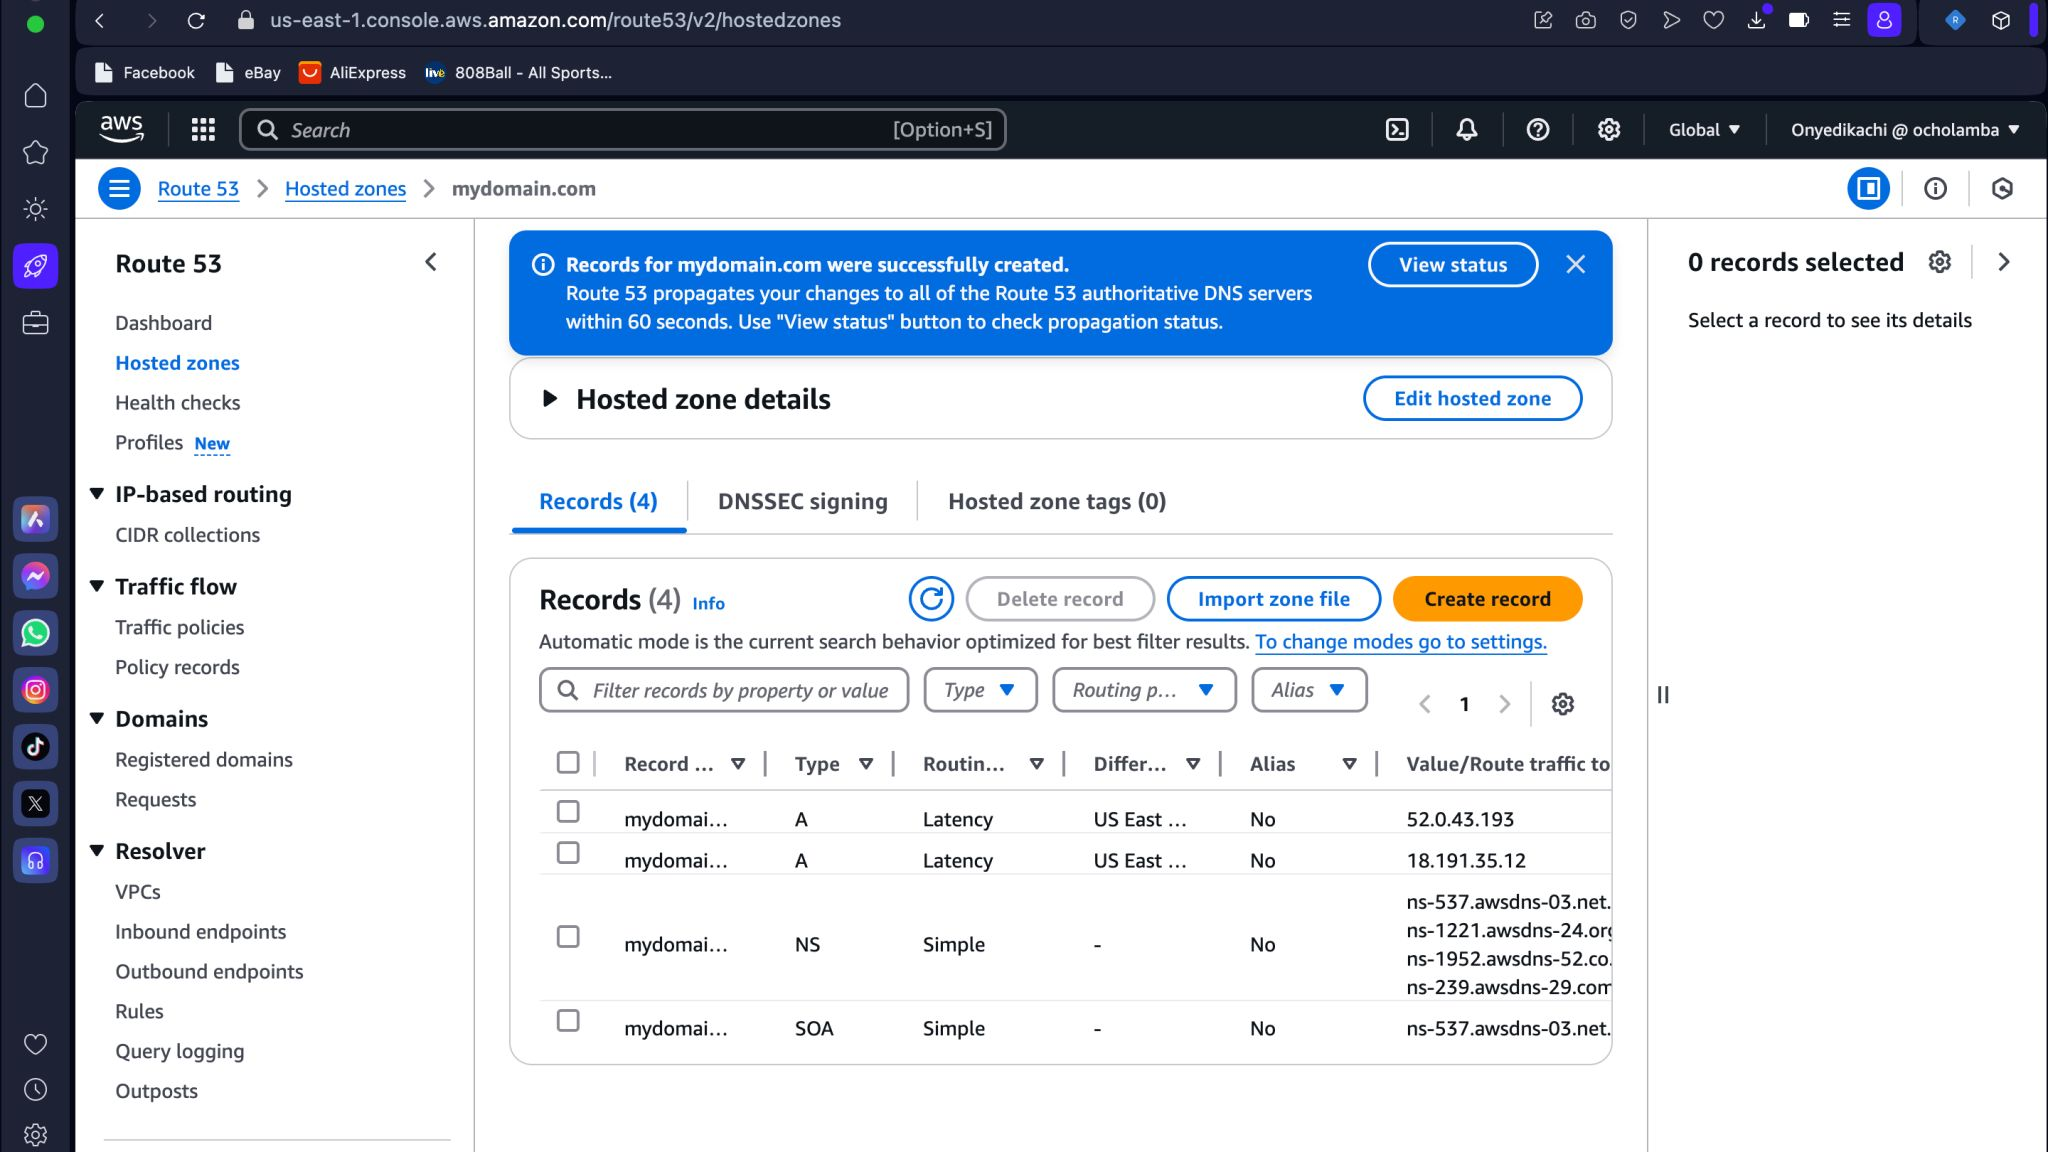 us-east-1.console.aws.amazon.com/route53/v2/hostedzones
Facebook
eBay
AliExpress
live
808Ball - All Sports...
aws
Search
[Option+S]
Global
Onyedikachi @ ocholamba
Route 53
Hosted zones
mydomain.com
Route 53
Dashboard
Hosted zones
Health checks
Profiles New
IP-based routing
CIDR collections
Traffic flow
Traffic policies
Policy records
Domains
Registered domains
Requests
Resolver
VPCs
Inbound endpoints
Outbound endpoints
Rules
Query logging
Outposts
Records for mydomain.com were successfully created.
Route 53 propagates your changes to all of the Route 53 authoritative DNS servers
within 60 seconds. Use "View status" button to check propagation status.
View status
Hosted zone details
Edit hosted zone
Records (4)
DNSSEC signing
Hosted zone tags (0)
Records (4) Info
Delete record
Import zone file
Create record
Automatic mode is the current search behavior optimized for best filter results. To change modes go to settings.
Filter records by property or value
Type
Routing p...
Alias
1
Record ... Type Routin... Differ... Alias Value/Route traffic to
mydomai... A Latency US East ... No 52.0.43.193
mydomai... A Latency US East ... No 18.191.35.12
mydomai... NS Simple - No ns-537.awsdns-03.net.
ns-1221.awsdns-24.org
ns-1952.awsdns-52.co.
ns-239.awsdns-29.com
mydomai... SOA Simple - No ns-537.awsdns-03.net.
0 records selected
Select a record to see its details